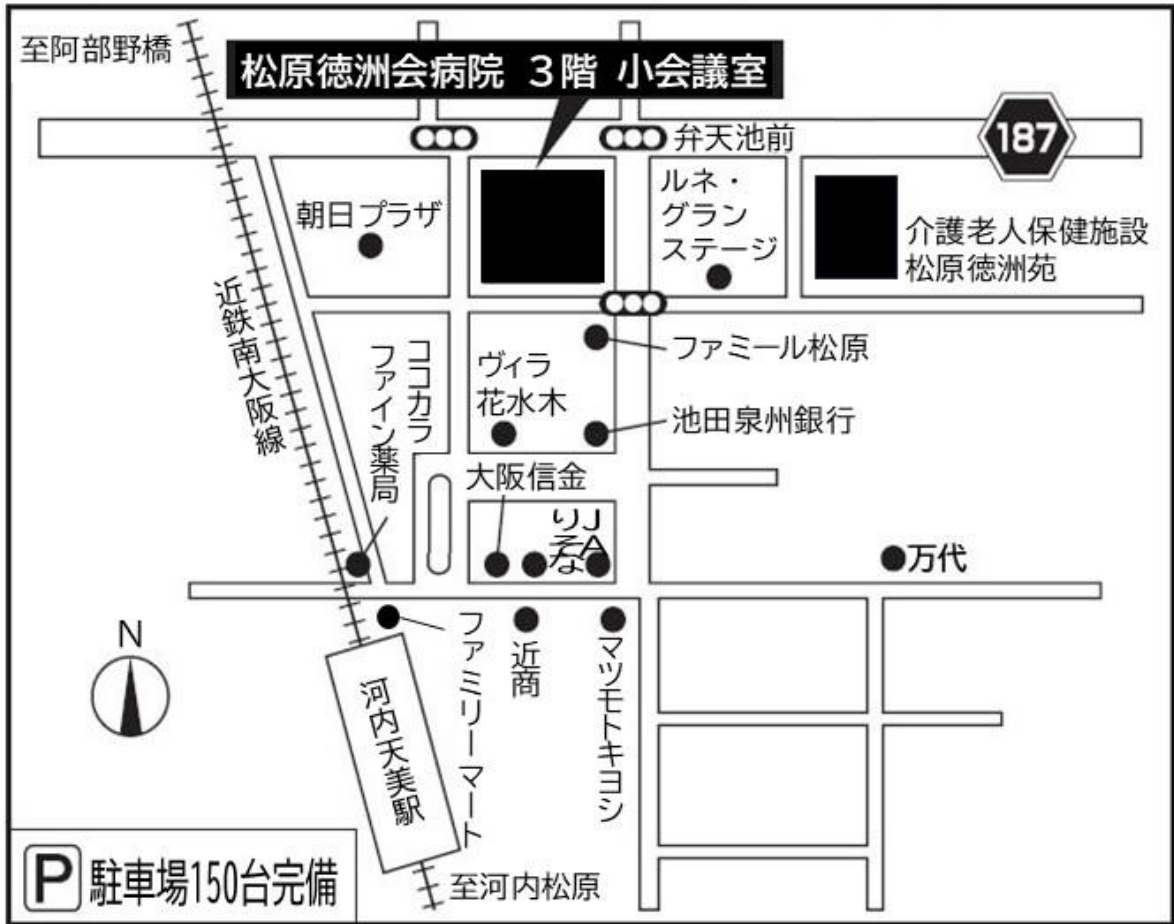 至阿部野橋
松原徳洲会病院 3階 小会議室
弁天池前
187
朝日プラザ
ルネ・
グラン
ステージ
介護老人保健施設
松原徳洲苑
近鉄南大阪線
ココカラ
ファイン薬局
ヴィラ
花水木
ファミール松原
池田泉州銀行
大阪信金
りそな
JA
万代
N
ファミリーマート
近商
マツモトキヨシ
河内天美駅
P 駐車場150台完備
至河内松原